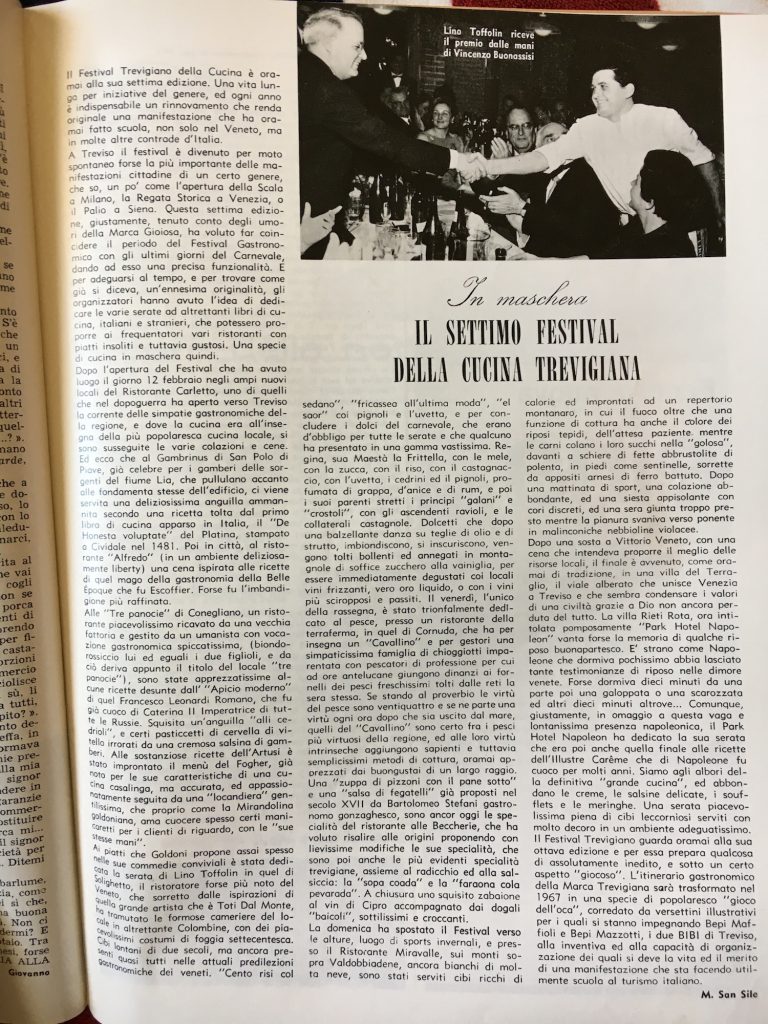 Lino Toffolin riceve
il premio dalle mani
di Vincenzo Buonassisi
In maschera
IL SETTIMO FESTIVAL
DELLA CUCINA TREVIGIANA
Il Festival Trevigiano della Cucina è ora-
mai alla sua settima edizione. Una vita lun-
ga per iniziative del genere, ed ogni anno
è indispensabile un rinnovamento che renda
originale una manifestazione che ha ora-
mai fatto scuola, non solo nel Veneto, ma
in molte altre contrade d'Italia.
A Treviso il festival è divenuto per moto
spontaneo forse la più importante delle ma-
nifestazioni cittadine di un certo genere,
che so, un po' come l'apertura della Scala
a Milano, la Regata Storica a Venezia, o
il Palio a Siena. Questa settima edizio-
ne, giustamente, tenuto conto degli umo-
ri della Marca Gioiosa, ha voluto far coin-
cidere il periodo del Festival Gastrono-
mico con gli ultimi giorni del Carnevale,
dando ad esso una precisa funzionalità. E
per adeguarsi al tempo, e per trovare come
già si diceva, un'ennesima originalità, gli
organizzatori hanno avuto l'idea di dedi-
care le varie serate ad altrettanti libri di cu-
cina, italiani e stranieri, che potessero pro-
porre ai frequentatori vari ristoranti con
piatti insoliti e tuttavia gustosi. Una specie
di cucina in maschera quindi.
Dopo l'apertura del Festival che ha avuto
luogo il giorno 12 febbraio negli ampi nuovi
locali del Ristorante Carletto, uno di quelli
che nel dopoguerra ha aperto verso Treviso
la corrente delle simpatie gastronomiche del-
la regione, e dove la cucina era all'inse-
gna della più popolaresca cucina locale, si
sono susseguite le varie colazioni e cene.
Ed ecco che al Gambrinus di San Polo di
Piave, già celebre per i gamberi delle sor-
genti del fiume Lia, che pullulano accanto
alle fondamenta stesse dell'edificio, ci viene
servita una deliziosissima anguilla amman-
nita secondo una ricetta tolta dal primo
libro di cucina apparso in Italia, il "De
Honesta voluptate" del Platina, stampato
a Cividale nel 1481. Poi in città, al risto-
rante "Alfredo" (in un ambiente deliziosa-
mente liberty) una cena ispirata alle ricette
di quel mago della gastronomia della Belle
Epoque che fu Escoffier. Forse fu l'imban-
digione più raffinata.
Alle "Tre panocie" di Conegliano, un risto-
rante piacevolissimo ricavato da una vecchia
fattoria e gestito da un umanista con voca-
zione gastronomica spiccatissima, (biondo-
rossiccio lui ed eguali i due figlioli, e da
ciò deriva appunto il titolo del locale "tre
panocie"), sono state apprezzatissime al-
cune ricette desunte dall' "Apicio moderno"
di quel Francesco Leonardi Romano, che fu
già cuoco di Caterina II Imperatrice di tut-
te le Russie. Squisita un'anguilla "alli ce-
drioli", e certi pasticcetti di cervella di vi-
tella irrorati da una cremosa salsina di gam-
beri. Alle sostanziose ricette dell'Artusi è
stato improntato il menù del Fogher, già
noto per le sue caratteristiche di una cu-
cina casalinga, ma accurata, ed appassio-
natamente seguita da una "locandiera" gen-
tilissima, che proprio come la Mirandolina
goldoniana, ama cuocere spesso certi mani-
caretti per i clienti di riguardo, con le "sue
stesse mani".
Ai piatti che Goldoni propone assai spesso
nelle sue commedie conviviali è stata dedi-
cata la serata di Lino Toffolin in quel di
Solighetto, il ristoratore forse più noto del
Veneto, che sorretto dalle ispirazioni di
quella grande artista che è Toti Dal Monte,
ha tramutato le formose cameriere del lo-
cale in altrettante Colombine, con dei pia-
cevolissimi costumi di foggia settecentesca.
Cibi lontani di due secoli, ma ancora pre-
senti quasi tutti nelle attuali predilezioni
gastronomiche dei veneti. "Cento risi col
sedano", "fricassea all'ultima moda", "el
saor" coi pignoli e l'uvetta, e per con-
cludere i dolci del carnevale, che erano
d'obbligo per tutte le serate e che qualcuno
ha presentato in una gamma vastissima. Re-
gina, sua Maestà la Frittella, con le mele,
con la zucca, con il riso, con il castagnac-
cio, con l'uvetta, i cedrini ed il pignoli, pro-
fumata di grappa, d'anice e di rum, e poi
i suoi parenti stretti i principi "galani" e
"crostoli", con gli ascendenti ravioli, e le
collaterali castagnole. Dolcetti che dopo
una balzellante danza su teglie di olio e di
strutto, imbiondiscono, si inscuriscono, ven-
gono tolti bollenti ed annegati in monta-
gnole di soffice zucchero alla vainiglia, per
essere immediatamente degustati coi locali
vini frizzanti, vero oro liquido, o con i vini
più sciropposi e passiti. Il venerdì, l'unico
della rassegna, è stato trionfalmente dedi-
cato al pesce, presso un ristorante della
terraferma, in quel di Cornuda, che ha per
insegna un "Cavallino" e per gestori una
simpaticissima famiglia di chioggiotti impa-
rentata con pescatori di professione per cui
ad ore antelucane giungono dinanzi ai for-
nelli dei pesci freschissimi tolti dalle reti la
sera stessa. Se stando al proverbio le virtù
del pesce sono ventiquattro e se ne parte una
virtù ogni ora dopo che sia uscito dal mare,
quelli del "Cavallino" sono certo fra i pesci
più virtuosi della regione, ed alle loro virtù
intrinseche aggiungono sapienti e tuttavia
semplicissimi metodi di cottura, oramai ap-
prezzati dai buongustai di un largo raggio.
Una "zuppa di pizzoni con il pane sotto"
e una "salsa di fegatilli" già proposti nel
secolo XVII da Bartolomeo Stefani gastro-
nomo gonzaghesco, sono ancor oggi le spe-
cialità del ristorante alle Beccherie, che ha
voluto risalire alle origini proponendo con
lievissime modifiche le sue specialità, che
sono poi anche le più evidenti specialità
trevigiane, assieme al radicchio ed alla sal-
siccia: la "sopa coada" e la "faraona cola
pevarada". A chiusura uno squisito zabaione
al vin di Cipro accompagnato dai dogali
"baicoli", sottilissimi e croccanti.
La domenica ha spostato il Festival verso
le alture, luogo di sports invernali, e pres-
so il Ristorante Miravalle, sui monti so-
pra Valdobbiadene, ancora bianchi di mol-
ta neve, sono stati serviti cibi ricchi di
calorie ed improntati ad un repertorio
montanaro, in cui il fuoco oltre che una
funzione di cottura ha anche il calore dei
riposi tepidi, dell'attesa paziente mentre
le carni colano i loro succhi nella "golosa",
davanti a schiere di fette abbrustolite di
polenta, in piedi come sentinelle, sorrette
da appositi arnesi di ferro battuto. Dopo
una mattinata di sport, una colazione ab-
bondante, ed una siesta appisolante con
cori discreti, ed una sera giunta troppo pre-
sto mentre la pianura svaniva verso ponente
in malinconiche nebbioline violacee.
Dopo una sosta a Vittorio Veneto, con una
cena che intendeva proporre il meglio delle
risorse locali, il finale è avvenuto, come ora-
mai di tradizione, in una villa del Terra-
glio, il viale alberato che unisce Venezia
a Treviso e che sembra condensare i valori
di una civiltà grazie a Dio non ancora per-
duta del tutto. La villa Rieti Rota, ora inti-
tolata pomposamente "Park Hotel Napo-
leon" vanta forse la memoria di qualche ri-
poso buonapartesco. E' strano come Napo-
leone che dormiva pochissimo abbia lasciato
tante testimonianze di riposo nelle dimore
venete. Forse dormiva dieci minuti da una
parte poi una galoppata o una scarozzata
ed altri dieci minuti altrove... Comunque,
giustamente, in omaggio a questa vaga e
lontanissima presenza napoleonica, il Park
Hotel Napoleon ha dedicato la sua serata
che era poi anche quella finale alle ricette
dell'Illustre Carême che di Napoleone fu
cuoco per molti anni. Siamo agli albori del-
la definitiva "grande cucina", ed abbon-
dano le creme, le salsine delicate, i souf-
flets e le meringhe. Una serata piacevo-
lissima piena di cibi leccorniosi serviti con
molto decoro in un ambiente adeguatissimo.
Il Festival Trevigiano guarda oramai alla sua
ottava edizione e per essa prepara qualcosa
di assolutamente inedito, e sotto un certo
aspetto "giocoso". L'itinerario gastronomico
della Marca Trevigiana sarà trasformato nel
1967 in una specie di popolaresco "gioco
dell'oca", corredato da versettini illustrativi
per i quali si stanno impegnando Bepi Maf-
fioli e Bepi Mazzotti, i due BIBI di Treviso,
alla inventiva ed alla capacità di organiz-
zazione dei quali si deve la vita ed il merito
di una manifestazione che sta facendo util-
mente scuola al turismo italiano.
M. San Sile
Giovanna